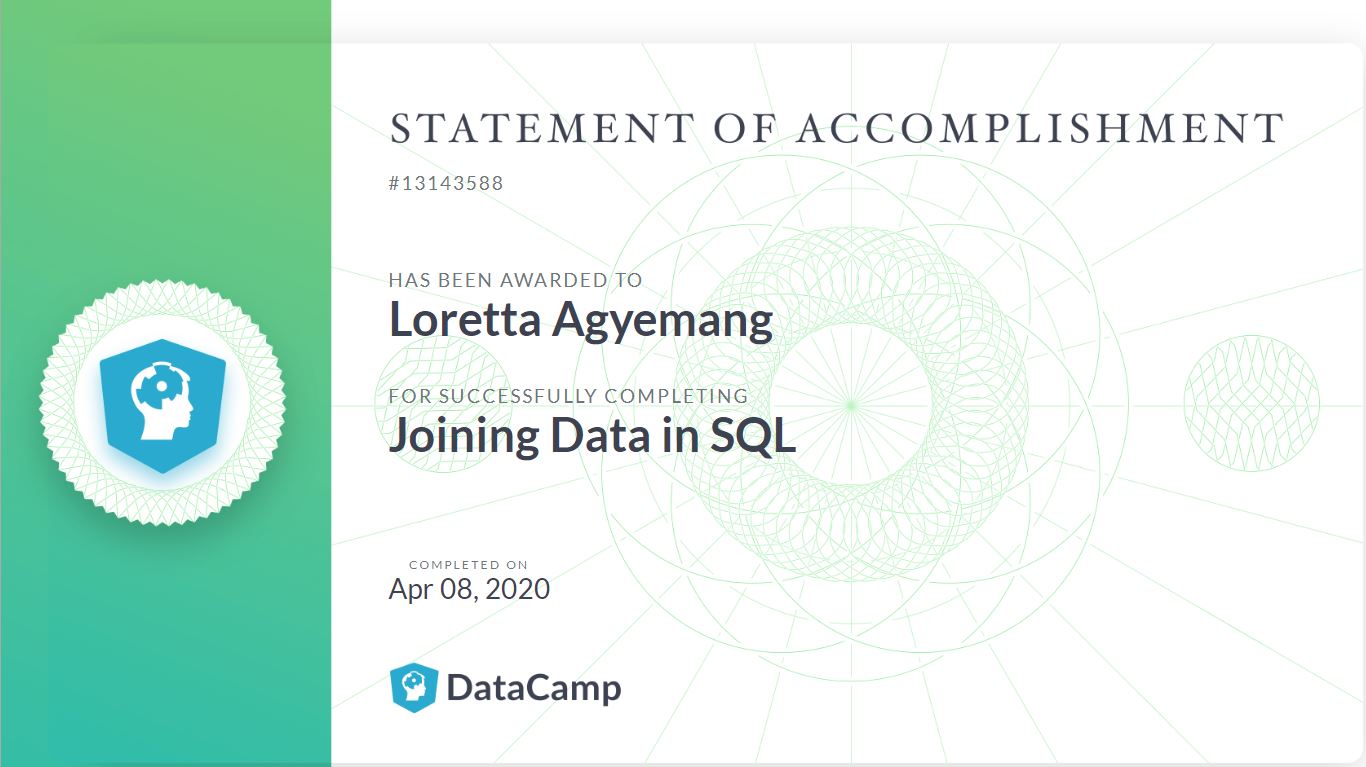 STATEMENT OF ACCOMPLISHMENT
#13143588
HAS BEEN AWARDED TO
Loretta Agyemang
FOR SUCCESSFULLY COMPLETING
Joining Data in SQL
COMPLETED ON
Apr 08, 2020
DataCamp